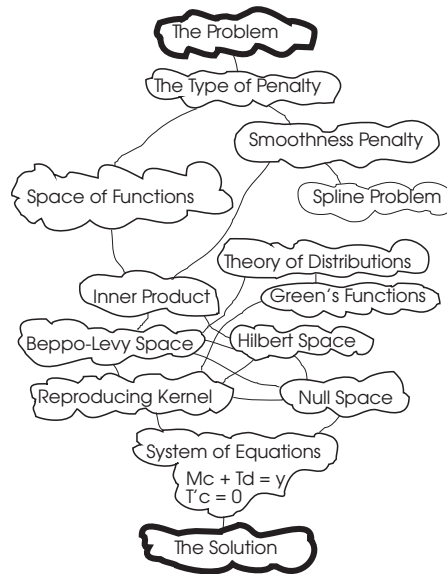 The Problem
The Type of Penalty
Smoothness Penalty
Space of Functions
Spline Problem
Theory of Distributions
Inner Product
Green's Functions
Beppo-Levy Space
Hilbert Space
Reproducing Kernel
Null Space
System of Equations
Mc + Td = y
T'c = 0
The Solution